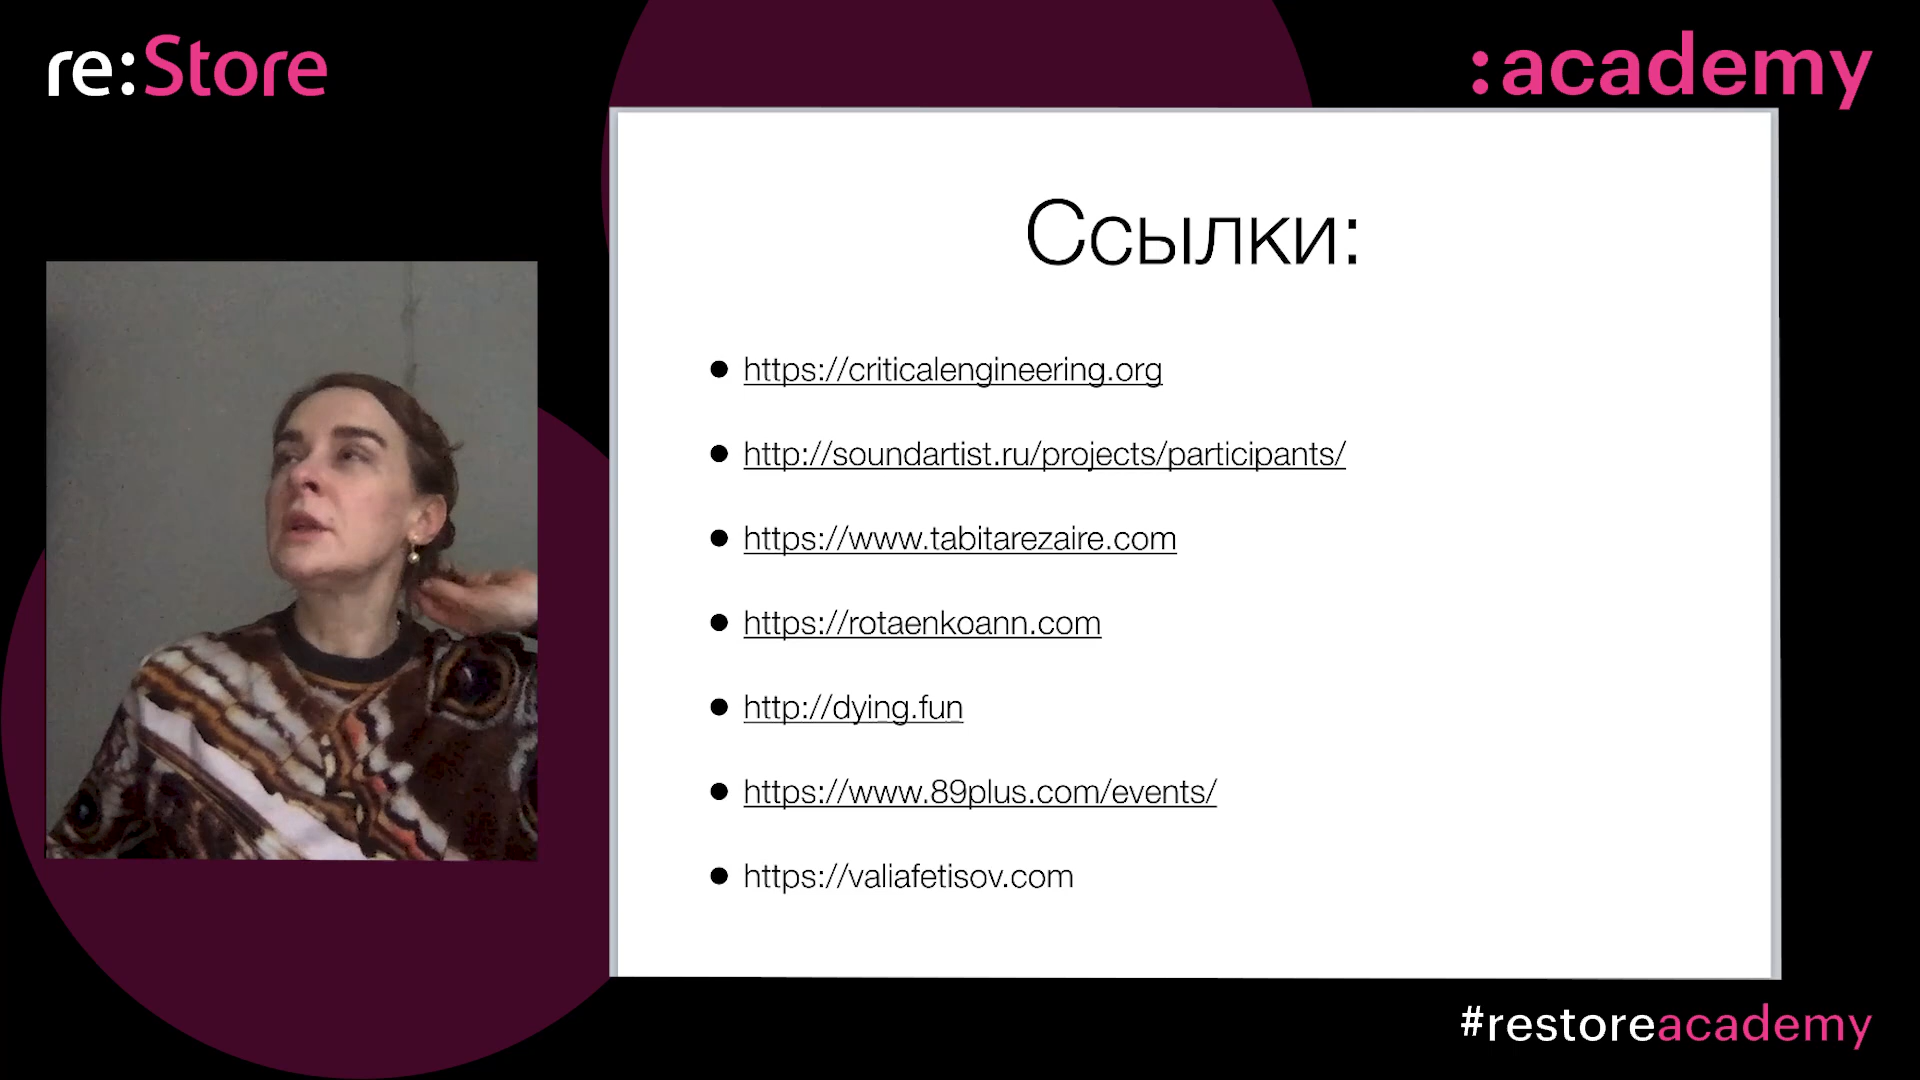 re:Store
:academy
Ссылки:
https://criticalengineering.org
http://soundartist.ru/projects/participants/
https://www.tabitarezaire.com
https://rotaenkoann.com
http://dying.fun
https://www.89plus.com/events/
https://valiafetisov.com
#restoreacademy